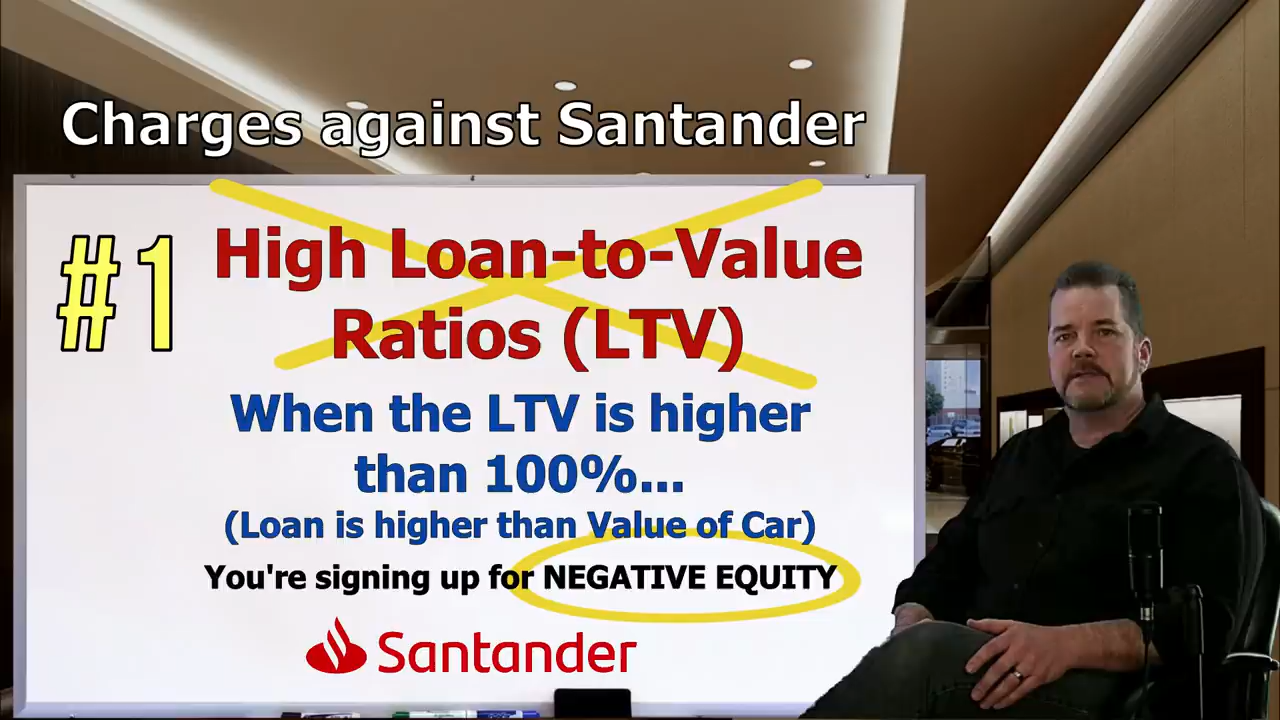 Charges against Santander
#1
High Loan-to-Value
Ratios (LTV)
When the LTV is higher
than 100%...
(Loan is higher than Value of Car)
You're signing up for NEGATIVE EQUITY
Santander